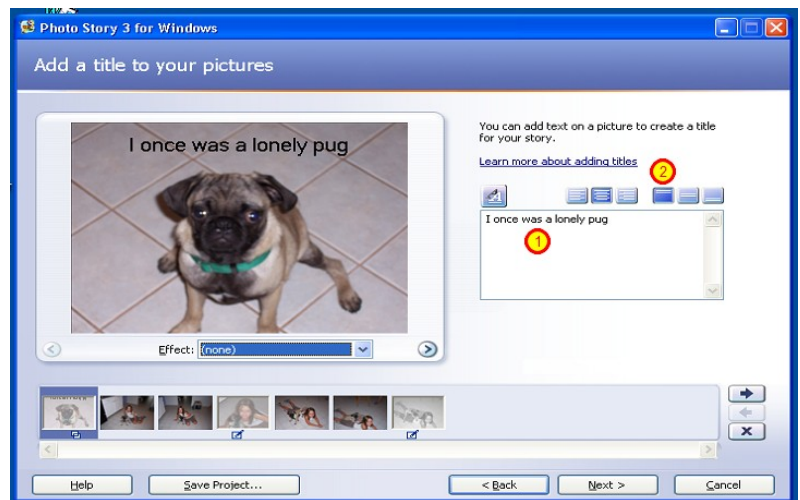 Photo Story 3 for Windows
Add a title to your pictures
I once was a lonely pug
You can add text on a picture to create a title
for your story.
Learn more about adding titles
2
I once was a lonely pug
1
Effect: (none)
Help
Save Project...
< Back
Next >
Cancel